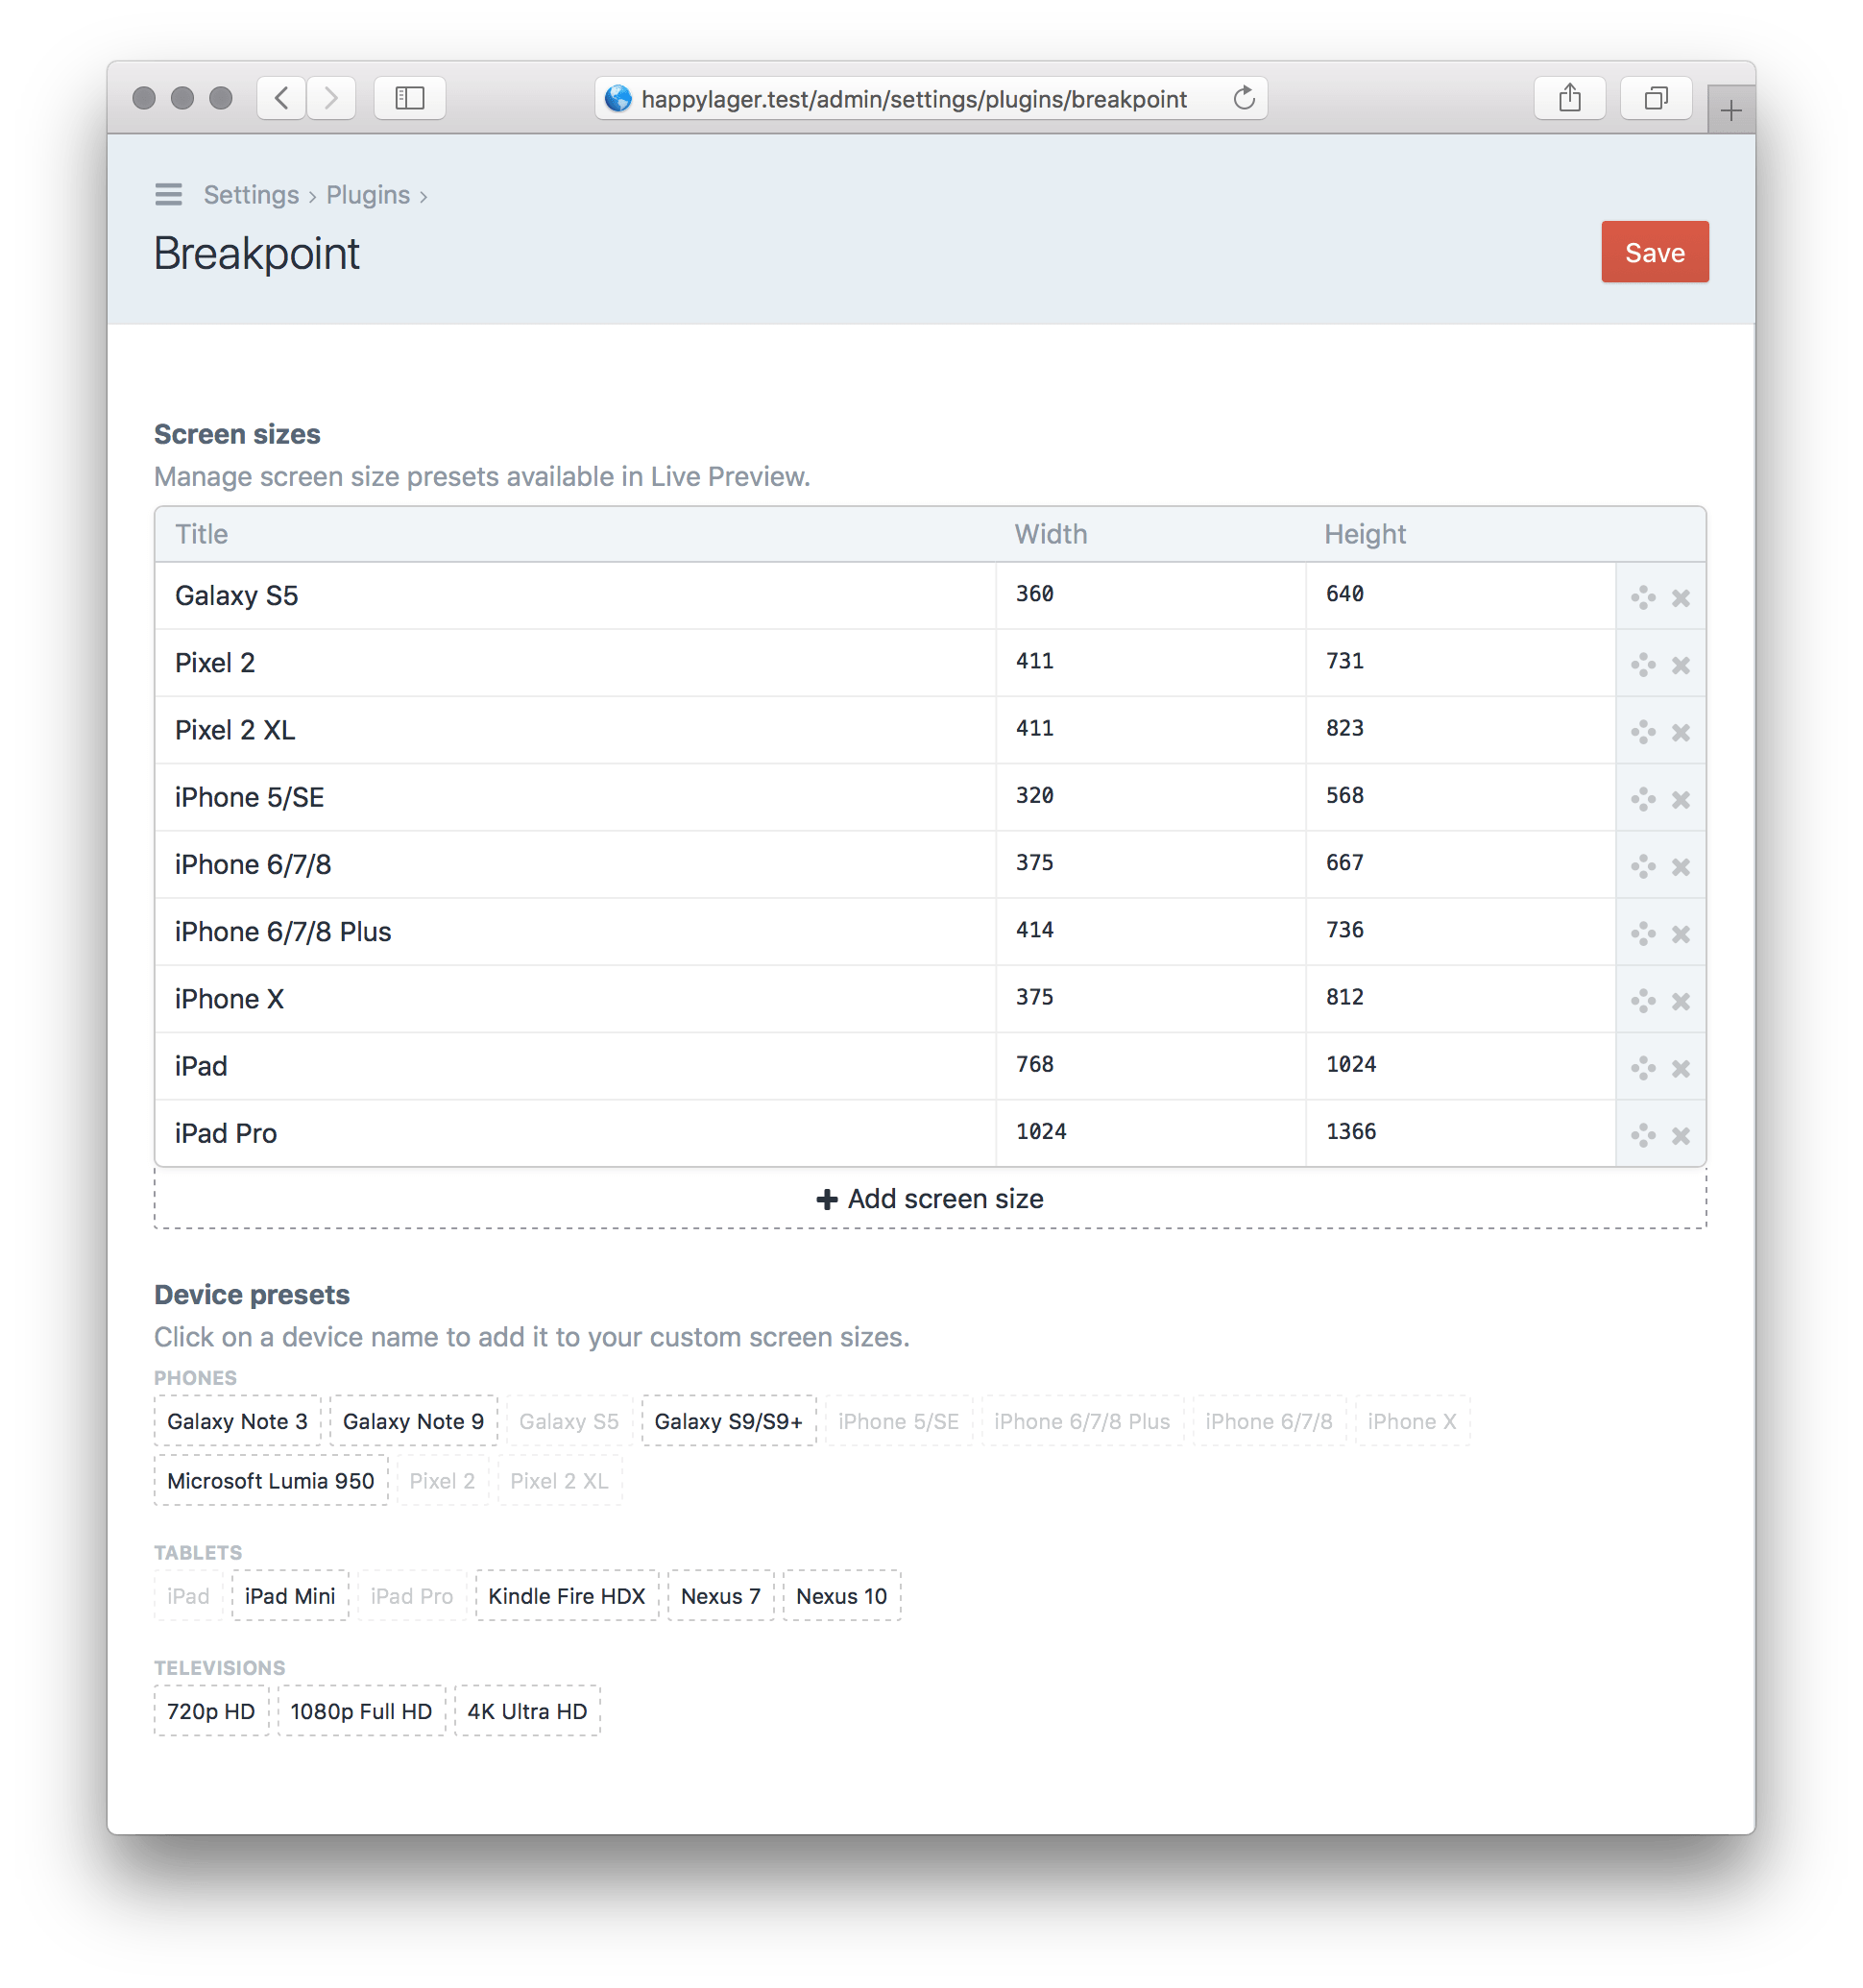 happylager.test/admin/settings/plugins/breakpoint
Settings › Plugins ›
Breakpoint
Save
Screen sizes
Manage screen size presets available in Live Preview.
Title Width Height
Galaxy S5 360 640
Pixel 2 411 731
Pixel 2 XL 411 823
iPhone 5/SE 320 568
iPhone 6/7/8 375 667
iPhone 6/7/8 Plus 414 736
iPhone X 375 812
iPad 768 1024
iPad Pro 1024 1366
Add screen size
Device presets
Click on a device name to add it to your custom screen sizes.
PHONES
Galaxy Note 3 Galaxy Note 9 Galaxy S5 Galaxy S9/S9+ iPhone 5/SE iPhone 6/7/8 Plus iPhone 6/7/8 iPhone X
Microsoft Lumia 950 Pixel 2 Pixel 2 XL
TABLETS
iPad iPad Mini iPad Pro Kindle Fire HDX Nexus 7 Nexus 10
TELEVISIONS
720p HD 1080p Full HD 4K Ultra HD